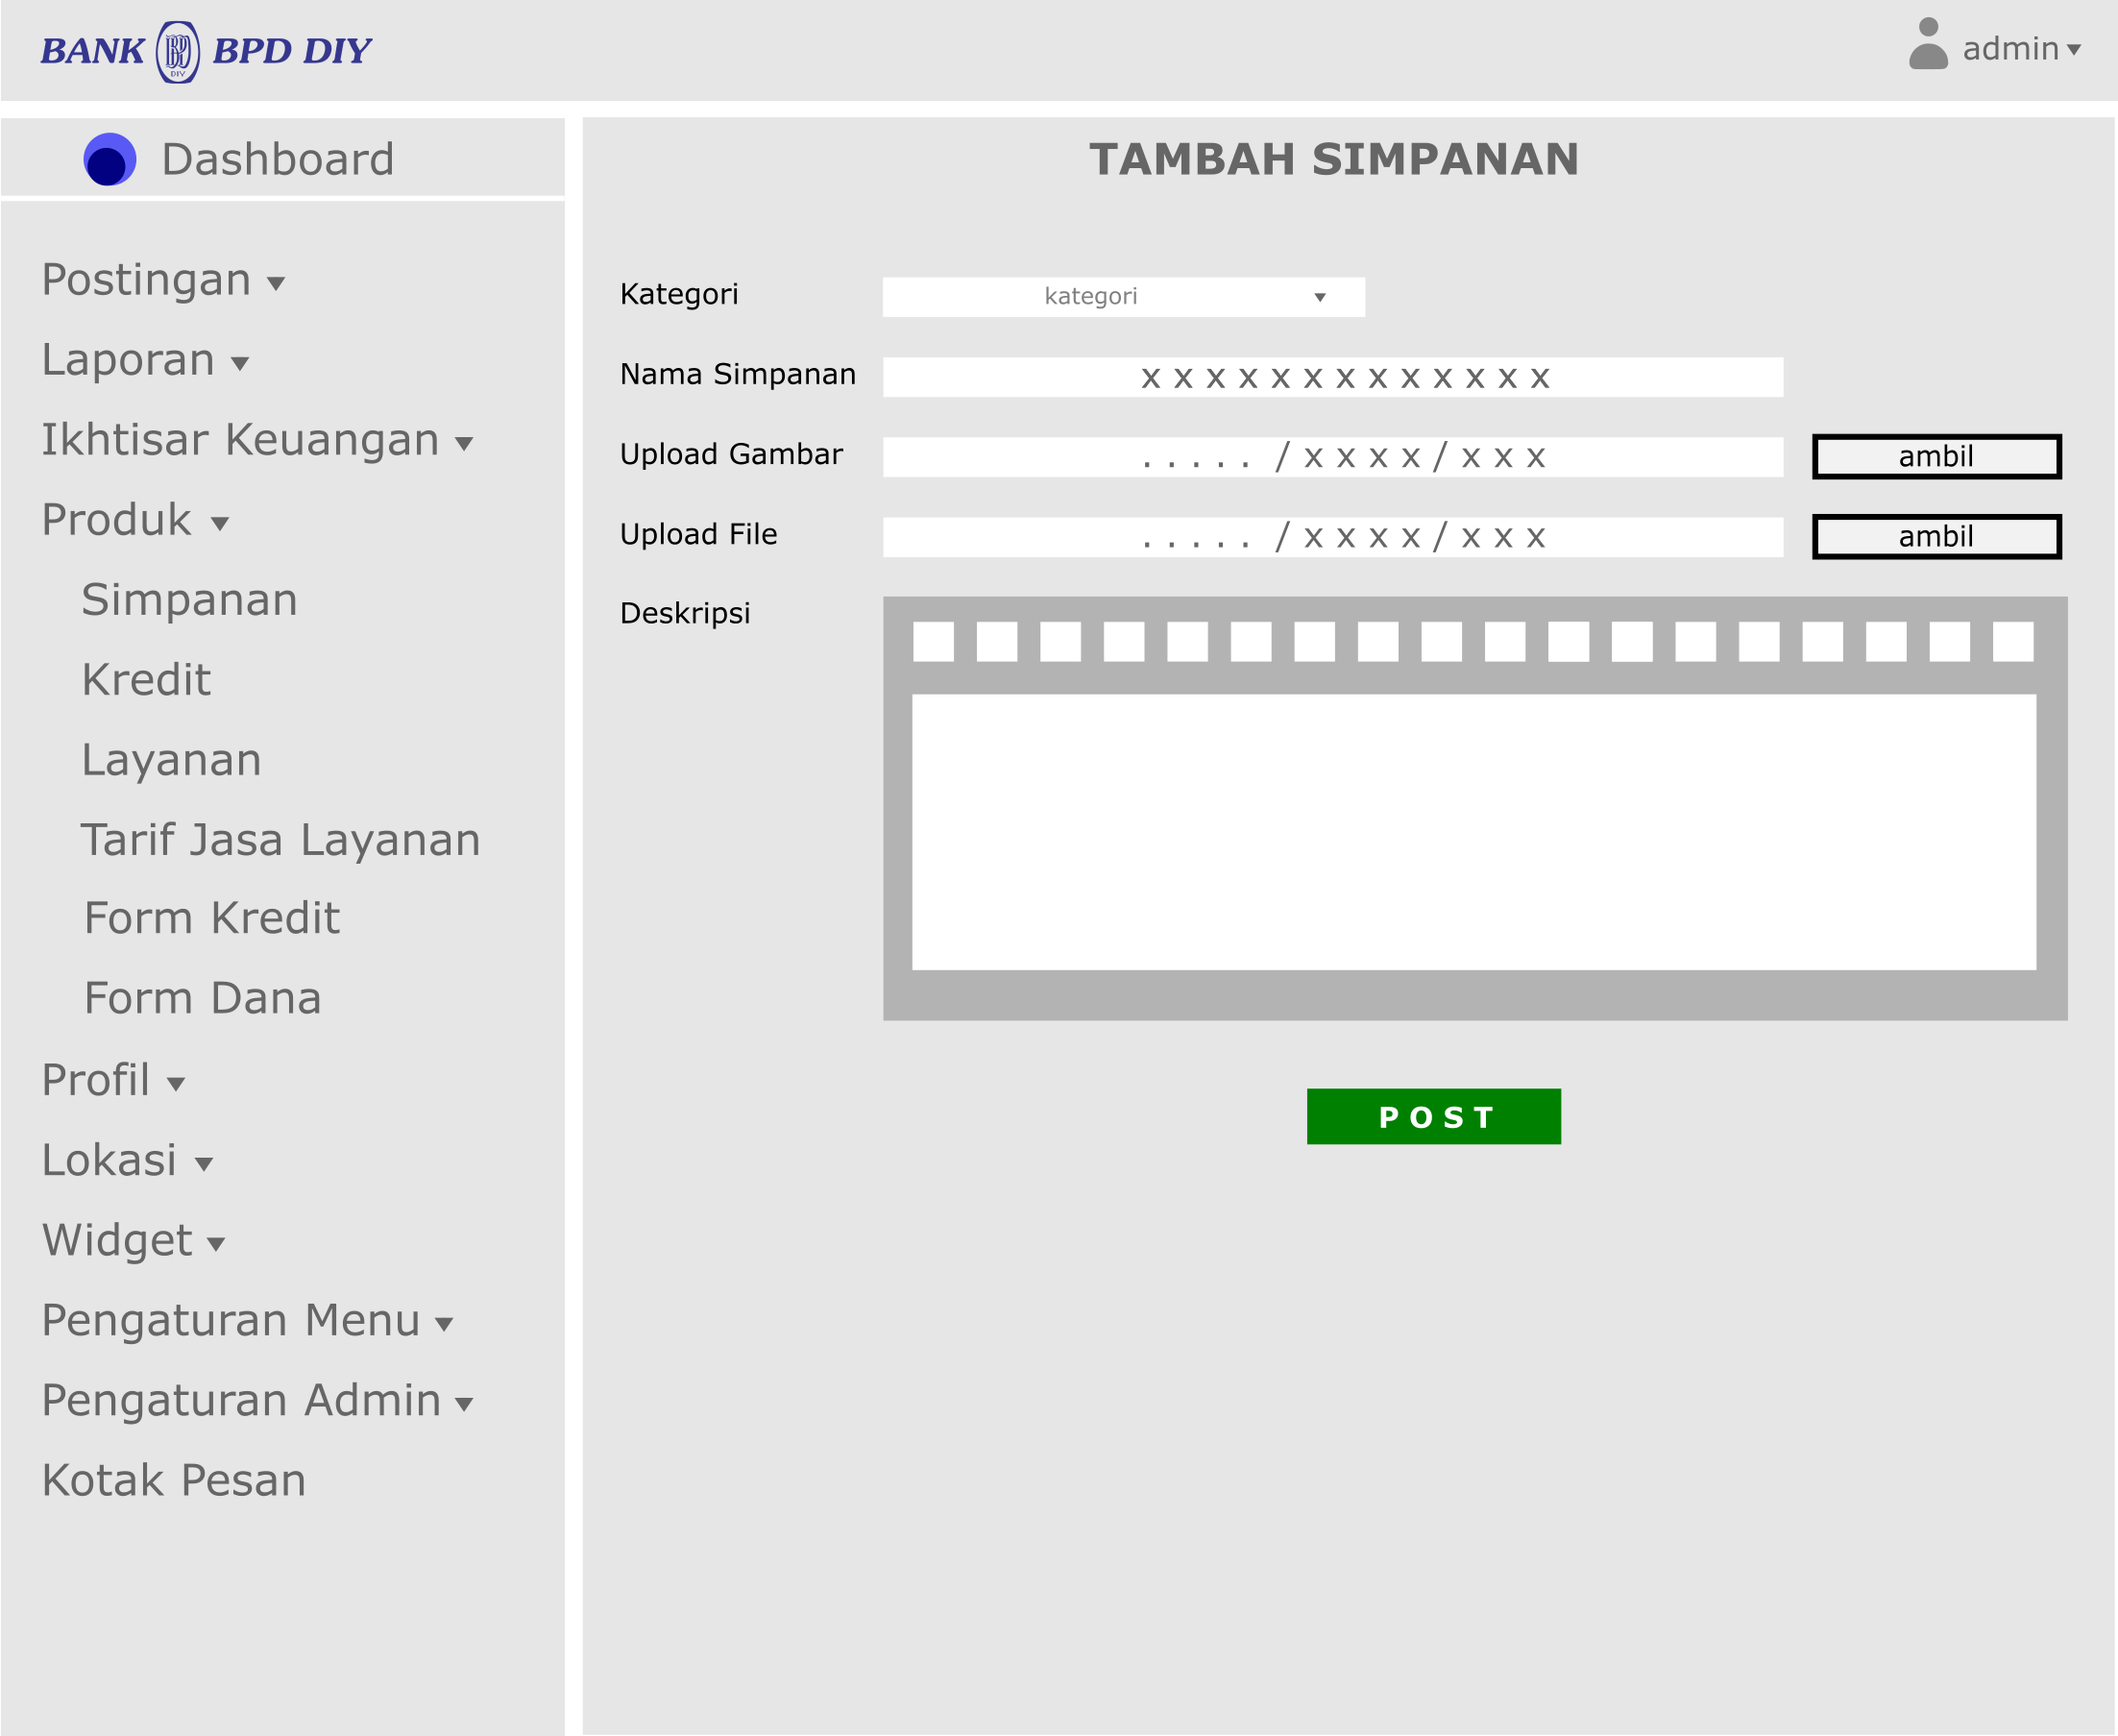 BANK BPD DIY
admin
Dashboard
Postingan
Laporan
Ikhtisar Keuangan
Produk
Simpanan
Kredit
Layanan
Tarif Jasa Layanan
Form Kredit
Form Dana
Profil
Lokasi
Widget
Pengaturan Menu
Pengaturan Admin
Kotak Pesan
TAMBAH SIMPANAN
Kategori kategori
Nama Simpanan x x x x x x x x x x x x x
Upload Gambar . . . . . / x x x x / x x x ambil
Upload File . . . . . / x x x x / x x x ambil
Deskripsi
P O S T